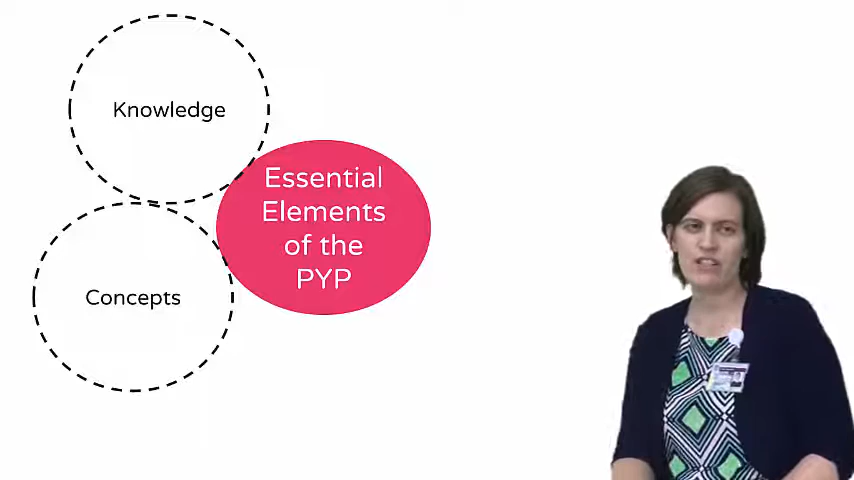 Knowledge
Essential
Elements
of the
PYP
Concepts